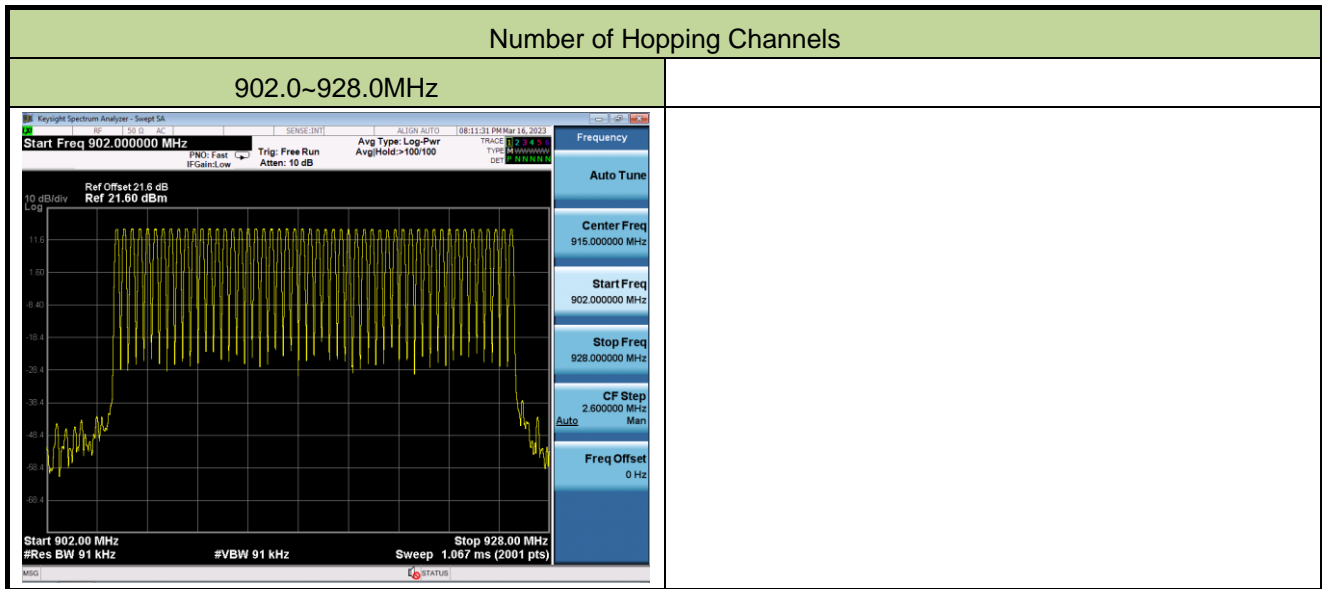 Number of Hopping Channels
902.0~928.0MHz
Keysight Spectrum Analyzer - Swept SA
RF 50 Ω AC SENSE:INT ALIGN AUTO 08:11:31 PM Mar 16, 2023
Start Freq 902.000000 MHz
PNO: Fast
IFGain:Low
Trig: Free Run
Atten: 10 dB
Avg Type: Log-Pwr
Avg|Hold:>100/100
TRACE 1 2 3 4 5 6
TYPE M WWWWW
DET P N N N N N
Ref Offset 21.6 dB
10 dB/div Ref 21.60 dBm
Log
11.6
1.60
-8.40
-18.4
-28.4
-38.4
-48.4
-58.4
-68.4
Start 902.00 MHz Stop 928.00 MHz
#Res BW 91 kHz #VBW 91 kHz Sweep 1.067 ms (2001 pts)
MSG STATUS
Frequency
Auto Tune
Center Freq
915.000000 MHz
Start Freq
902.000000 MHz
Stop Freq
928.000000 MHz
CF Step
2.600000 MHz
Auto Man
Freq Offset
0 Hz